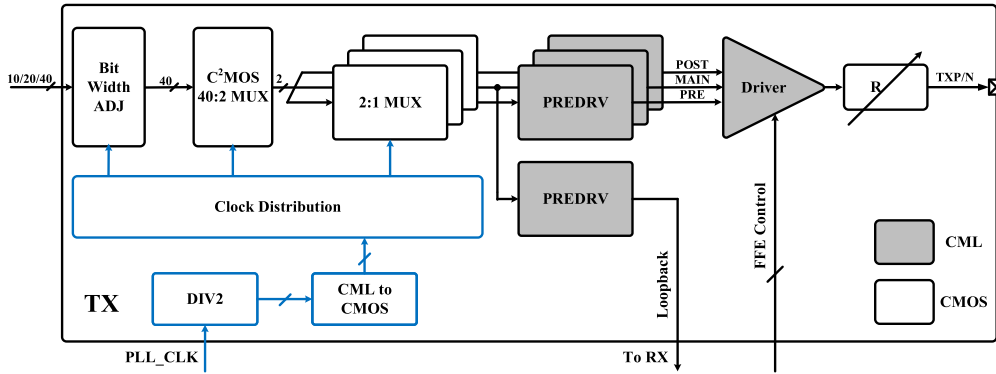 10/20/40
Bit
Width
ADJ
40
C²MOS
40:2 MUX
2
2:1 MUX
PREDRV
POST
MAIN
PRE
Driver
R
TXP/N
PREDRV
Clock Distribution
Loopback
FFE Control
CML
CMOS
TX
DIV2
CML to
CMOS
PLL_CLK
To RX